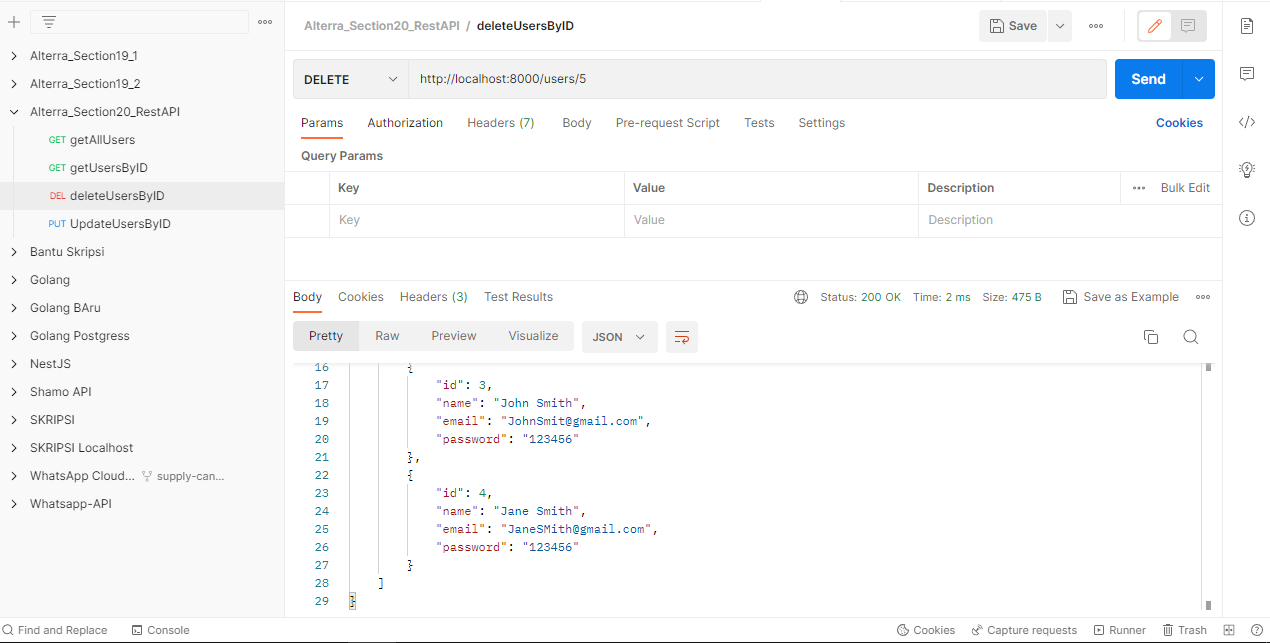 Alterra_Section20_RestAPI / deleteUsersByID
Save
Alterra_Section19_1
Alterra_Section19_2
Alterra_Section20_RestAPI
GET getAllUsers
GET getUsersByID
DEL deleteUsersByID
PUT UpdateUsersByID
Bantu Skripsi
Golang
Golang BAru
Golang Postgress
NestJS
Shamo API
SKRIPSI
SKRIPSI Localhost
WhatsApp Cloud... supply-can...
Whatsapp-API
DELETE http://localhost:8000/users/5 Send
Params Authorization Headers (7) Body Pre-request Script Tests Settings Cookies
Query Params
Key Value Description Bulk Edit
Key Value Description
Body Cookies Headers (3) Test Results Status: 200 OK Time: 2 ms Size: 475 B Save as Example
Pretty Raw Preview Visualize JSON
16 {
17 "id": 3,
18 "name": "John Smith",
19 "email": "JohnSmit@gmail.com",
20 "password": "123456"
21 },
22 {
23 "id": 4,
24 "name": "Jane Smith",
25 "email": "JaneSMith@gmail.com",
26 "password": "123456"
27 }
28 ]
29 }
Find and Replace Console Cookies Capture requests Runner Trash